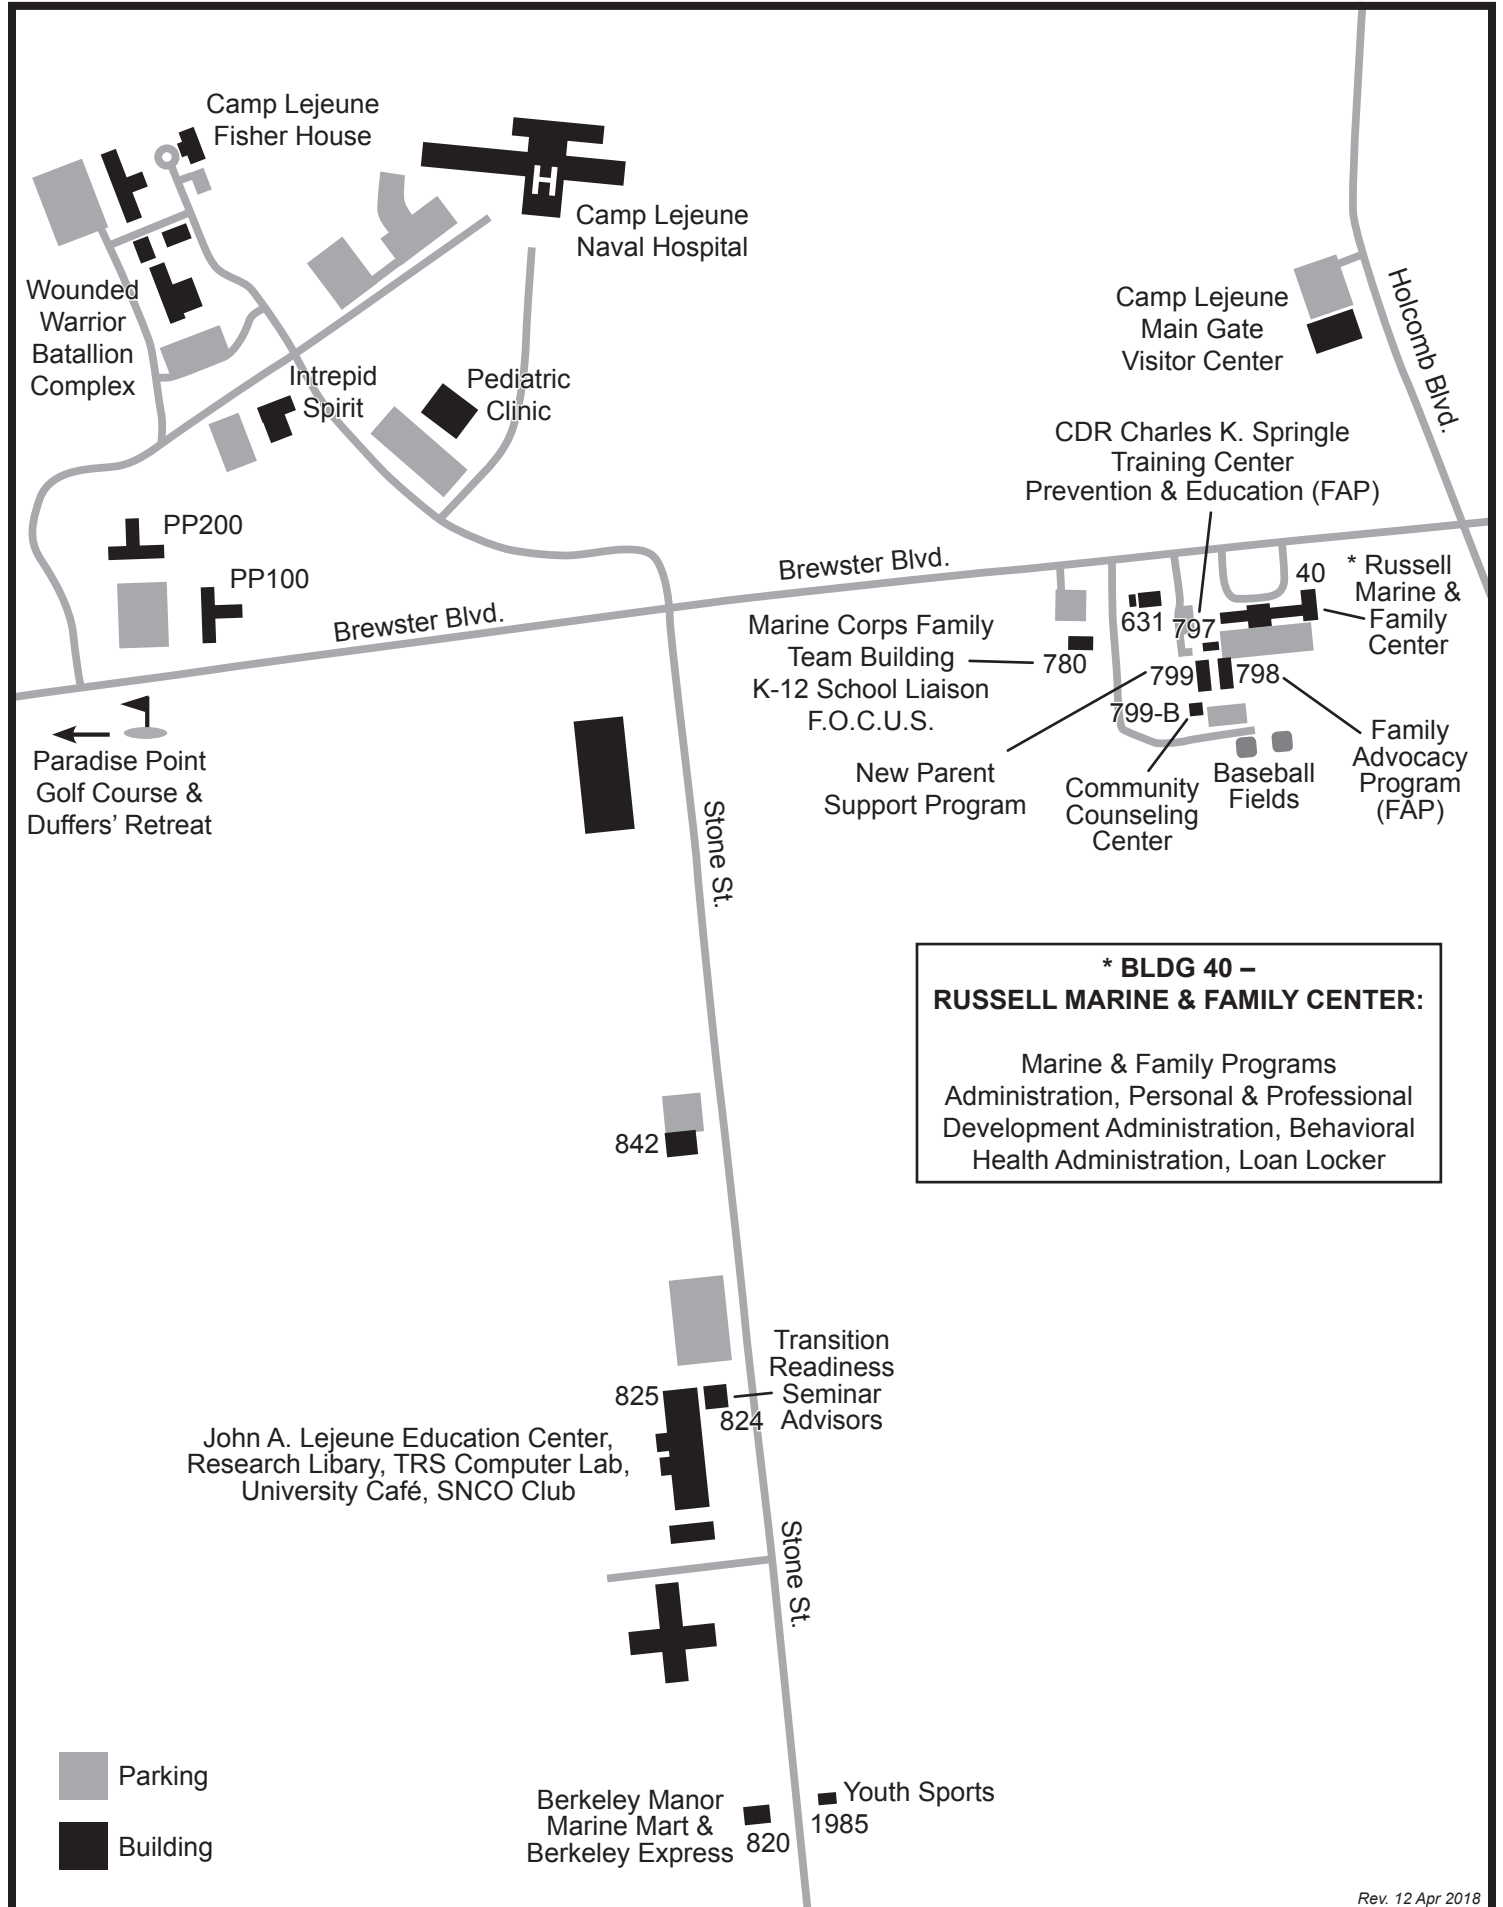 Camp Lejeune
Fisher House
H
Camp Lejeune
Naval Hospital
Wounded
Warrior
Batallion
Complex
Intrepid
Spirit
Pediatric
Clinic
Camp Lejeune
Main Gate
Visitor Center
Holcomb Blvd.
CDR Charles K. Springle
Training Center
Prevention & Education (FAP)
PP200
PP100
Brewster Blvd.
Brewster Blvd.
40
* Russell
Marine &
Family
Center
631
797
Marine Corps Family
Team Building
K-12 School Liaison
F.O.C.U.S.
780
799
798
799-B
New Parent
Support Program
Community
Counseling
Center
Baseball
Fields
Family
Advocacy
Program
(FAP)
Paradise Point
Golf Course &
Duffers’ Retreat
Stone St.
* BLDG 40 –
RUSSELL MARINE & FAMILY CENTER:
Marine & Family Programs
Administration, Personal & Professional
Development Administration, Behavioral
Health Administration, Loan Locker
842
825
824
Transition
Readiness
Seminar
Advisors
John A. Lejeune Education Center,
Research Libary, TRS Computer Lab,
University Café, SNCO Club
Stone St.
Parking
Building
Berkeley Manor
Marine Mart &
Berkeley Express
820
Youth Sports
1985
Rev. 12 Apr 2018